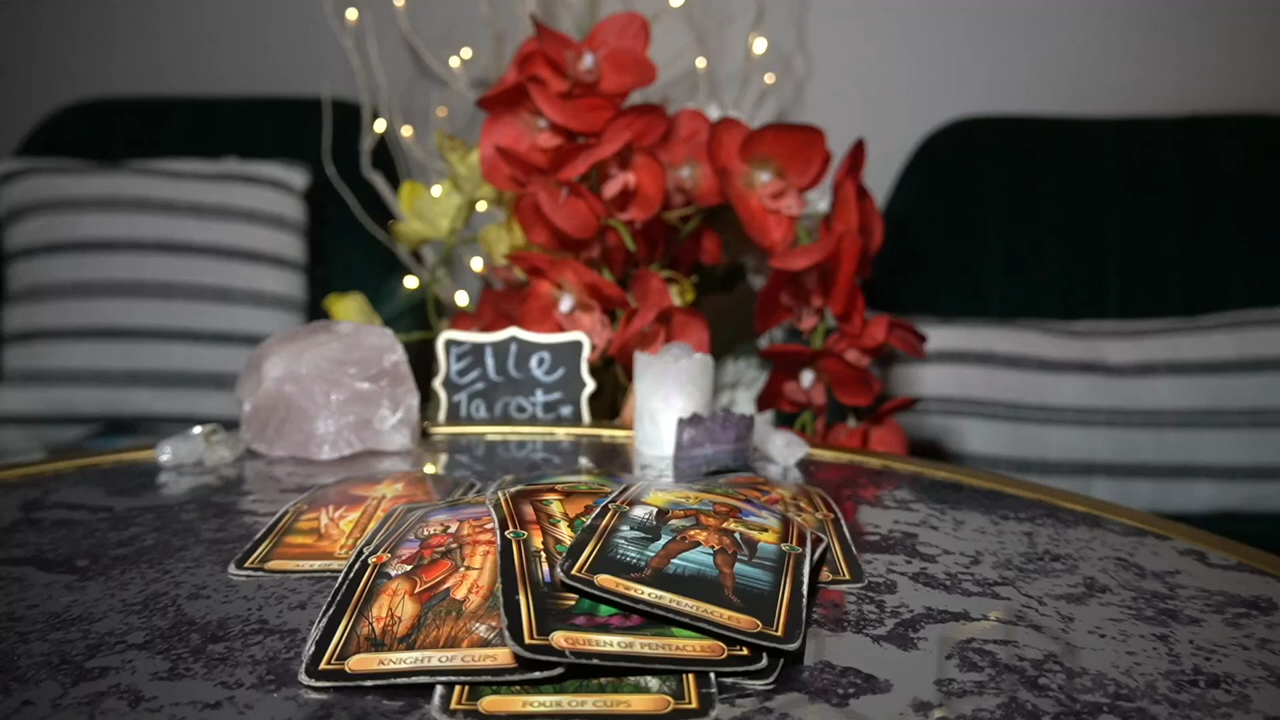 Elle
Tarot
ACE OF
KNIGHT OF CUPS
QUEEN OF PENTACLES
TWO OF PENTACLES
FOUR OF CUPS